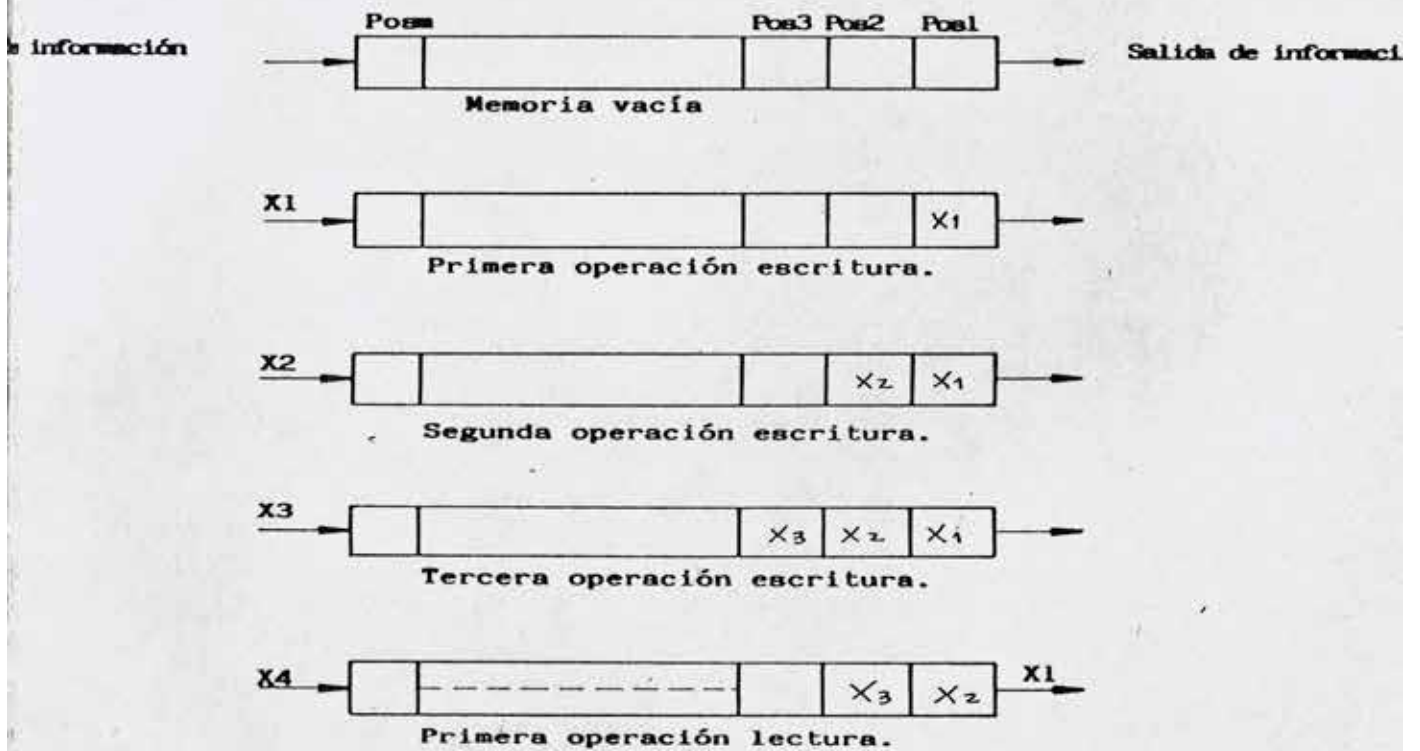 Posm Pos3 Pos2 Pos1
información Salida de informaci
Memoria vacía
X1
X1
Primera operación escritura.
X2
X2 X1
Segunda operación escritura.
X3
X3 X2 X1
Tercera operación escritura.
X4 X1
X3 X2
Primera operación lectura.